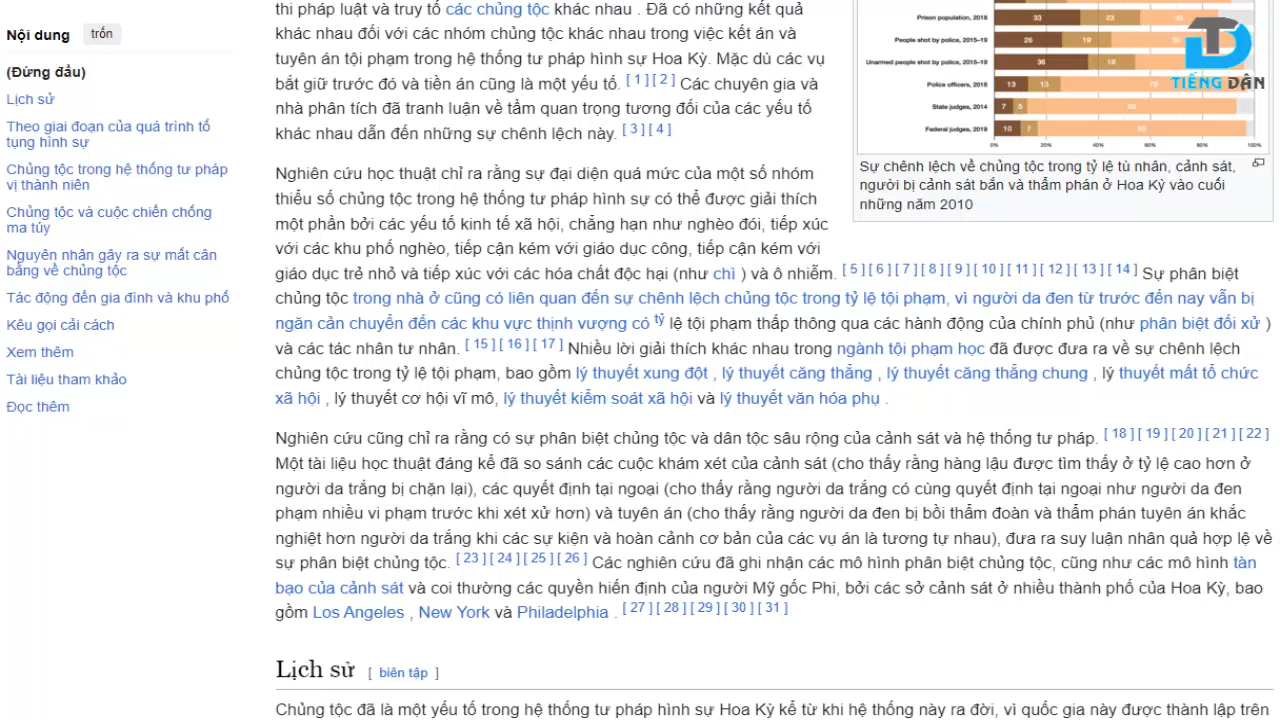 Nội dung trốn
(Đứng đầu)
Lịch sử
Theo giai đoạn của quá trình tố
tụng hình sự
Chủng tộc trong hệ thống tư pháp
vị thành niên
Chủng tộc và cuộc chiến chống
ma túy
Nguyên nhân gây ra sự mất cân
bằng về chủng tộc
Tác động đến gia đình và khu phố
Kêu gọi cải cách
Xem thêm
Tài liệu tham khảo
Đọc thêm
thi pháp luật và truy tố các chủng tộc khác nhau . Đã có những kết quả
khác nhau đối với các nhóm chủng tộc khác nhau trong việc kết án và
tuyên án tội phạm trong hệ thống tư pháp hình sự Hoa Kỳ. Mặc dù các vụ
bắt giữ trước đó và tiền án cũng là một yếu tố. [ 1 ] [ 2 ] Các chuyên gia và
nhà phân tích đã tranh luận về tầm quan trọng tương đối của các yếu tố
khác nhau dẫn đến những sự chênh lệch này. [ 3 ] [ 4 ]
Prison population, 2018 33 23
People shot by police, 2015–19 26 19
Unarmed people shot by police, 2015–19 36 18
Police officers, 2018 13 13
State judges, 2014 7 5 80
Federal judges, 2019 10 7 80
0% 20% 40% 60% 80% 100%
TIẾNG DÂN
Sự chênh lệch về chủng tộc trong tỷ lệ tù nhân, cảnh sát,
người bị cảnh sát bắn và thẩm phán ở Hoa Kỳ vào cuối
những năm 2010
Nghiên cứu học thuật chỉ ra rằng sự đại diện quá mức của một số nhóm
thiểu số chủng tộc trong hệ thống tư pháp hình sự có thể được giải thích
một phần bởi các yếu tố kinh tế xã hội, chẳng hạn như nghèo đói, tiếp xúc
với các khu phố nghèo, tiếp cận kém với giáo dục công, tiếp cận kém với
giáo dục trẻ nhỏ và tiếp xúc với các hóa chất độc hại (như chì ) và ô nhiễm. [ 5 ] [ 6 ] [ 7 ] [ 8 ] [ 9 ] [ 10 ] [ 11 ] [ 12 ] [ 13 ] [ 14 ] Sự phân biệt
chủng tộc trong nhà ở cũng có liên quan đến sự chênh lệch chủng tộc trong tỷ lệ tội phạm, vì người da đen từ trước đến nay vẫn bị
ngăn cản chuyển đến các khu vực thịnh vượng có tỷ lệ tội phạm thấp thông qua các hành động của chính phủ (như phân biệt đối xử )
và các tác nhân tư nhân. [ 15 ] [ 16 ] [ 17 ] Nhiều lời giải thích khác nhau trong ngành tội phạm học đã được đưa ra về sự chênh lệch
chủng tộc trong tỷ lệ tội phạm, bao gồm lý thuyết xung đột , lý thuyết căng thẳng , lý thuyết căng thẳng chung , lý thuyết mất tổ chức
xã hội , lý thuyết cơ hội vĩ mô, lý thuyết kiểm soát xã hội và lý thuyết văn hóa phụ .
Nghiên cứu cũng chỉ ra rằng có sự phân biệt chủng tộc và dân tộc sâu rộng của cảnh sát và hệ thống tư pháp. [ 18 ] [ 19 ] [ 20 ] [ 21 ] [ 22 ]
Một tài liệu học thuật đáng kể đã so sánh các cuộc khám xét của cảnh sát (cho thấy rằng hàng lậu được tìm thấy ở tỷ lệ cao hơn ở
người da trắng bị chặn lại), các quyết định tại ngoại (cho thấy rằng người da trắng có cùng quyết định tại ngoại như người da đen
phạm nhiều vi phạm trước khi xét xử hơn) và tuyên án (cho thấy rằng người da đen bị bồi thẩm đoàn và thẩm phán tuyên án khắc
nghiệt hơn người da trắng khi các sự kiện và hoàn cảnh cơ bản của các vụ án là tương tự nhau), đưa ra suy luận nhân quả hợp lệ về
sự phân biệt chủng tộc. [ 23 ] [ 24 ] [ 25 ] [ 26 ] Các nghiên cứu đã ghi nhận các mô hình phân biệt chủng tộc, cũng như các mô hình tàn
bạo của cảnh sát và coi thường các quyền hiến định của người Mỹ gốc Phi, bởi các sở cảnh sát ở nhiều thành phố của Hoa Kỳ, bao
gồm Los Angeles , New York và Philadelphia . [ 27 ] [ 28 ] [ 29 ] [ 30 ] [ 31 ]
Lịch sử [ biên tập ]
Chủng tộc đã là một yếu tố trong hệ thống tư pháp hình sự Hoa Kỳ kể từ khi hệ thống này ra đời, vì quốc gia này được thành lập trên